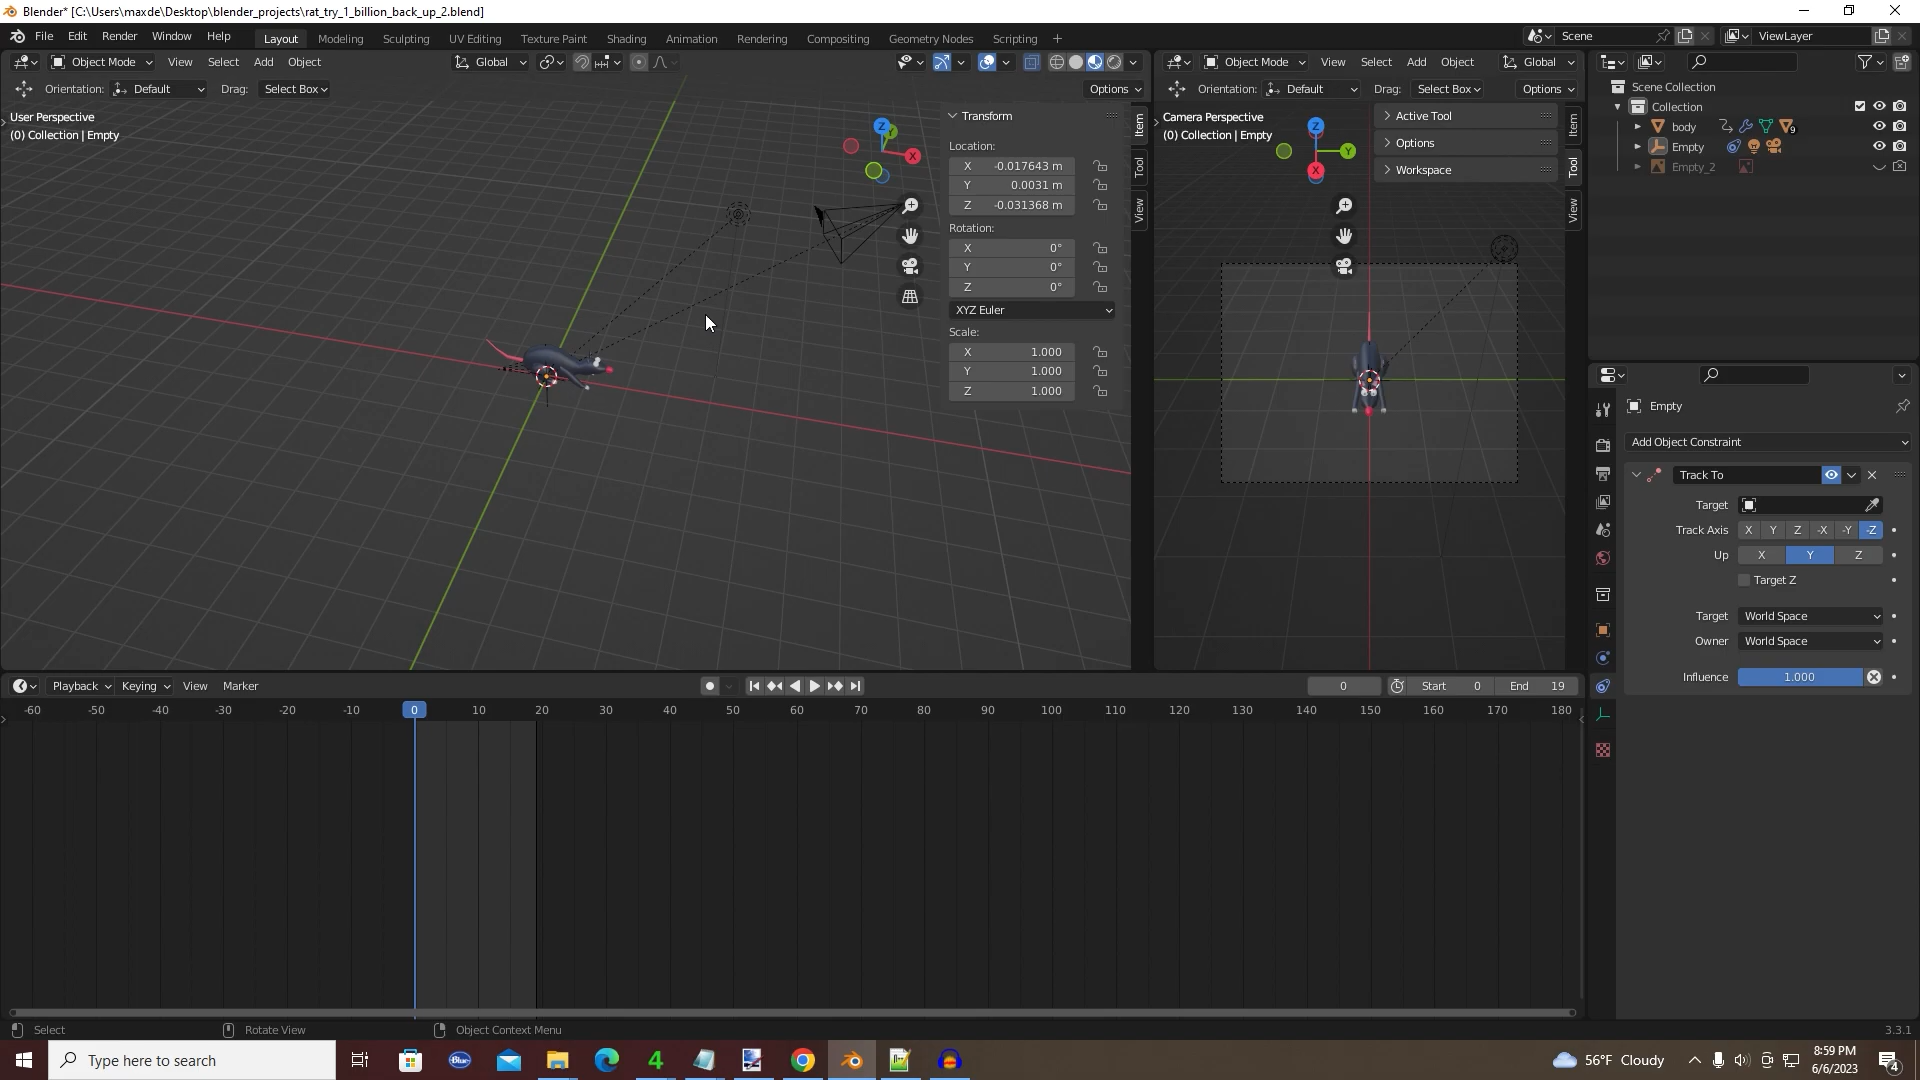 Blender* [C:\Users\maxde\Desktop\blender_projects\rat_try_1_billion_back_up_2.blend]
File Edit Render Window Help Layout Modeling Sculpting UV Editing Texture Paint Shading Animation Rendering Compositing Geometry Nodes Scripting + Scene ViewLayer
Object Mode View Select Add Object Global
Object Mode View Select Add Object Global
Orientation: Default Drag: Select Box Options
Orientation: Default Drag: Select Box Options
User Perspective
(0) Collection | Empty
Z
Y
X
Transform
Location:
X -0.017643 m
Y 0.0031 m
Z -0.031368 m
Rotation:
X 0°
Y 0°
Z 0°
XYZ Euler
Scale:
X 1.000
Y 1.000
Z 1.000
Item
Tool
View
Camera Perspective
(0) Collection | Empty
Z
Y
X
Active Tool
Options
Workspace
Item
Tool
View
Scene Collection
Collection
body 9
Empty
Empty_2
Empty
Add Object Constraint
Track To
Target
Track Axis X Y Z -X -Y -Z
Up X Y Z
Target Z
Target World Space
Owner World Space
Influence 1.000
Playback Keying View Marker 0 Start 0 End 19
-60 -50 -40 -30 -20 -10 0 10 20 30 40 50 60 70 80 90 100 110 120 130 140 150 160 170 180
Select Rotate View Object Context Menu 3.3.1
Type here to search
Blue
4
56°F Cloudy
8:59 PM
6/6/2023
4